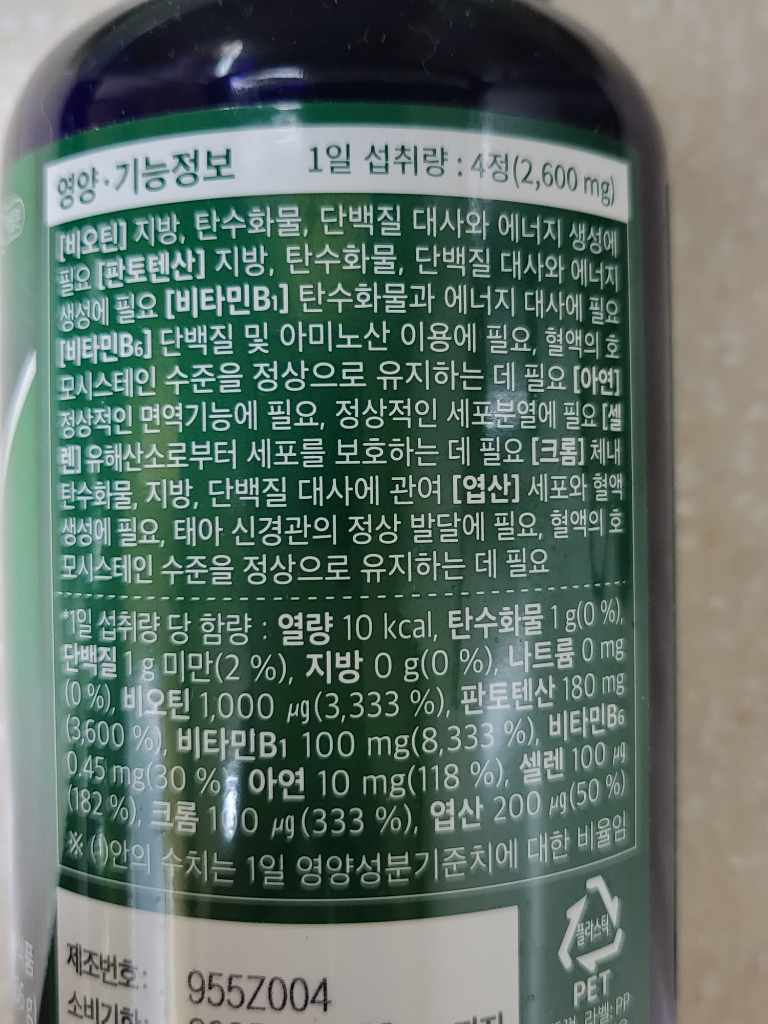 영양·기능정보 1일 섭취량 : 4정(2,600 mg)
[비오틴] 지방, 탄수화물, 단백질 대사와 에너지 생성에
필요 [판토텐산] 지방, 탄수화물, 단백질 대사와 에너지
생성에 필요 [비타민B₁] 탄수화물과 에너지 대사에 필요
[비타민B₆] 단백질 및 아미노산 이용에 필요, 혈액의 호
모시스테인 수준을 정상으로 유지하는 데 필요 [아연]
정상적인 면역기능에 필요, 정상적인 세포분열에 필요 [셀
렌] 유해산소로부터 세포를 보호하는 데 필요 [크롬] 체내
탄수화물, 지방, 단백질 대사에 관여 [엽산] 세포와 혈액
생성에 필요, 태아 신경관의 정상 발달에 필요, 혈액의 호
모시스테인 수준을 정상으로 유지하는 데 필요
*1일 섭취량 당 함량 : 열량 10 kcal, 탄수화물 1 g(0 %),
단백질 1 g 미만(2 %), 지방 0 g(0 %), 나트륨 0 mg
(0 %), 비오틴 1,000 μg(3,333 %), 판토텐산 180 mg
(3,600 %), 비타민B₁ 100 mg(8,333 %), 비타민B₆
0.45 mg(30 %), 아연 10 mg(118 %), 셀렌 100 μg
(182 %), 크롬 100 μg(333 %), 엽산 200 μg(50 %)
※ ( )안의 수치는 1일 영양성분기준치에 대한 비율임
플라스틱
PET
제조번호: 955Z004
소비기한:
라벨: PP